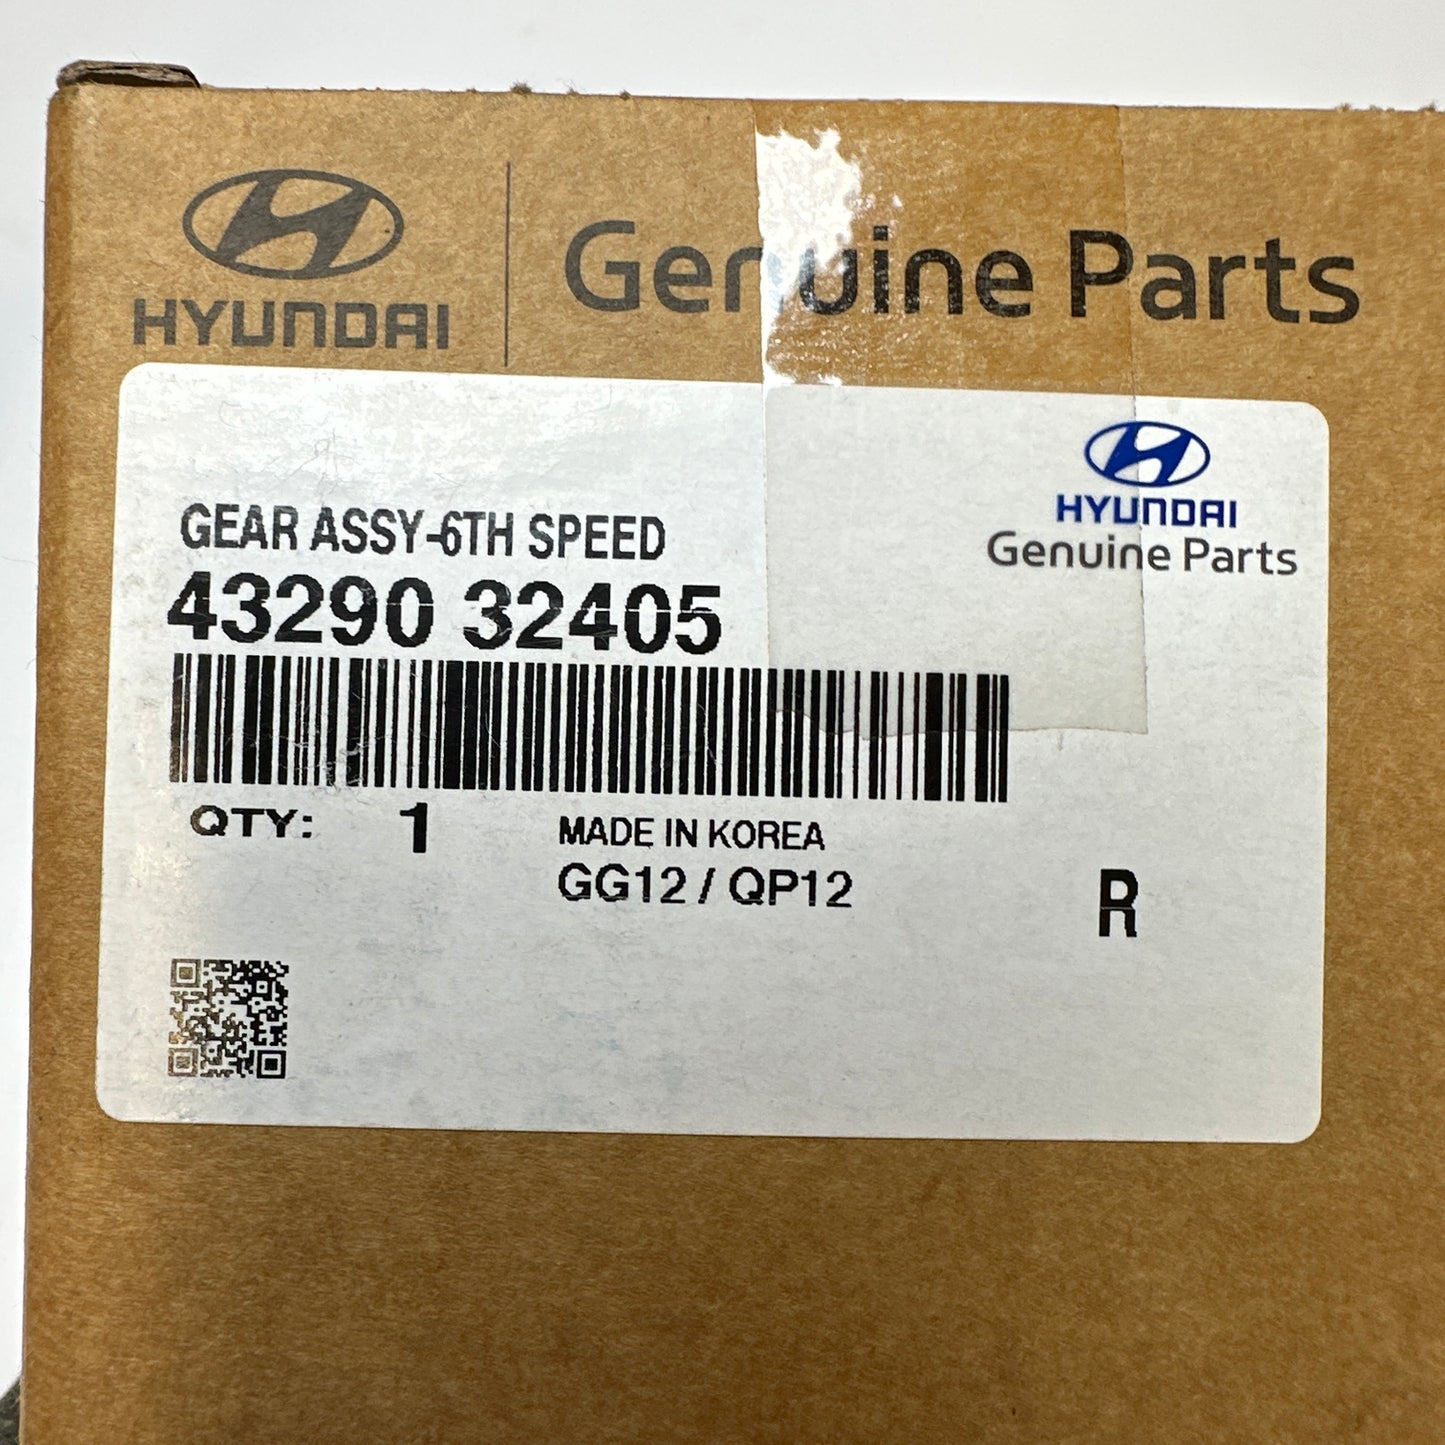 HYUNDAI
Genuine Parts
HYUNDAI
Genuine Parts
GEAR ASSY-6TH SPEED
43290 32405
QTY: 1 MADE IN KOREA
GG12 / QP12
R